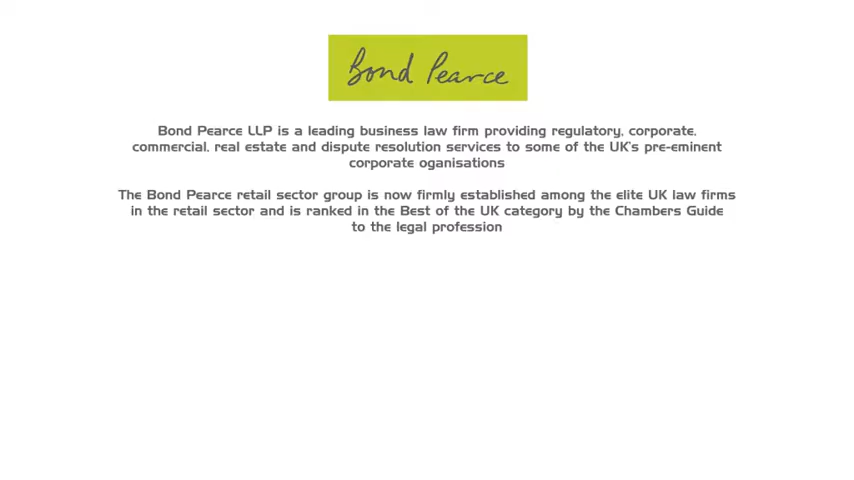 Bond Pearce
Bond Pearce LLP is a leading business law firm providing regulatory, corporate,
commercial, real estate and dispute resolution services to some of the UK's pre-eminent
corporate oganisations
The Bond Pearce retail sector group is now firmly established among the elite UK law firms
in the retail sector and is ranked in the Best of the UK category by the Chambers Guide
to the legal profession